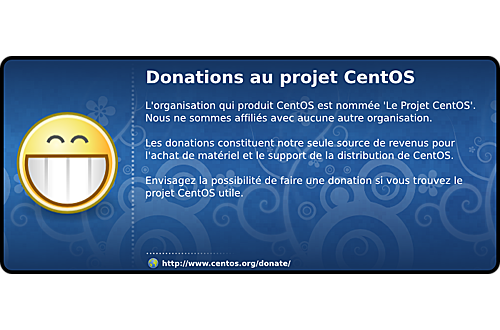 Donations au projet CentOS
L'organisation qui produit CentOS est nommée 'Le Projet CentOS'.
Nous ne sommes affiliés avec aucune autre organisation.
Les donations constituent notre seule source de revenus pour
l'achat de matériel et le support de la distribution de CentOS.
Envisagez la possibilité de faire une donation si vous trouvez le
projet CentOS utile.
http://www.centos.org/donate/